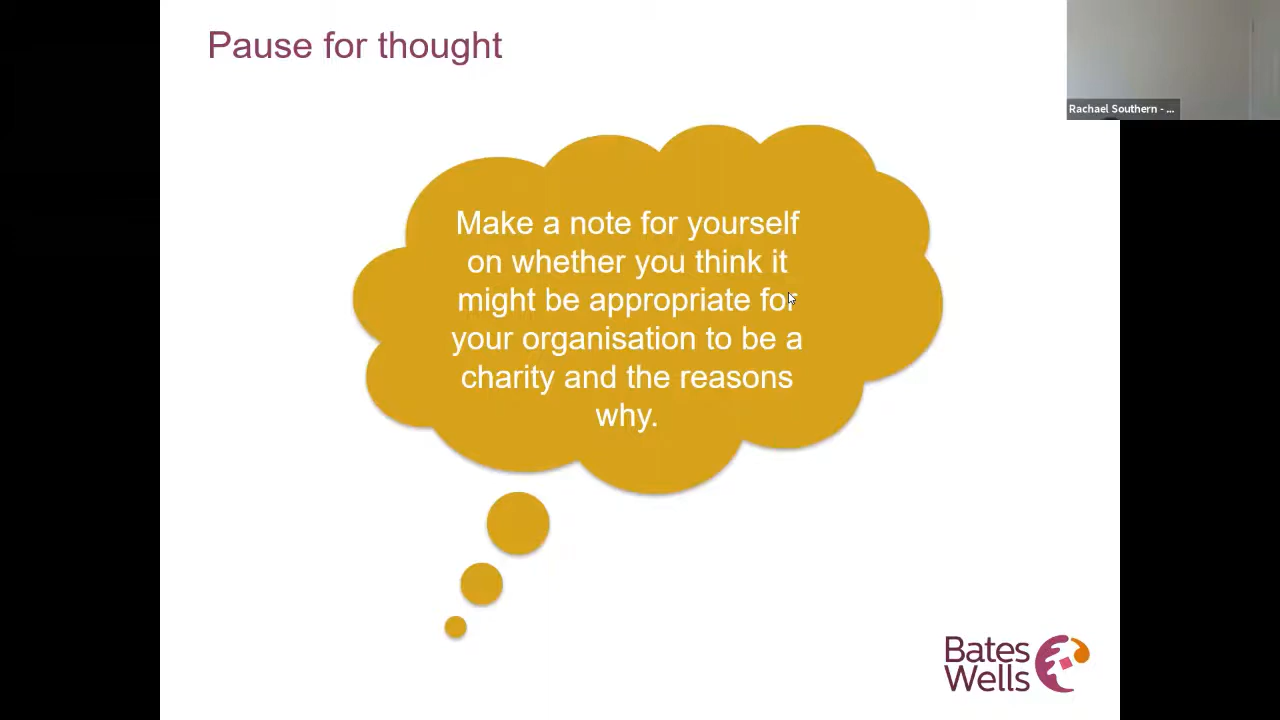 Pause for thought
Rachael Southern - ...
Make a note for yourself
on whether you think it
might be appropriate for
your organisation to be a
charity and the reasons
why.
Bates
Wells